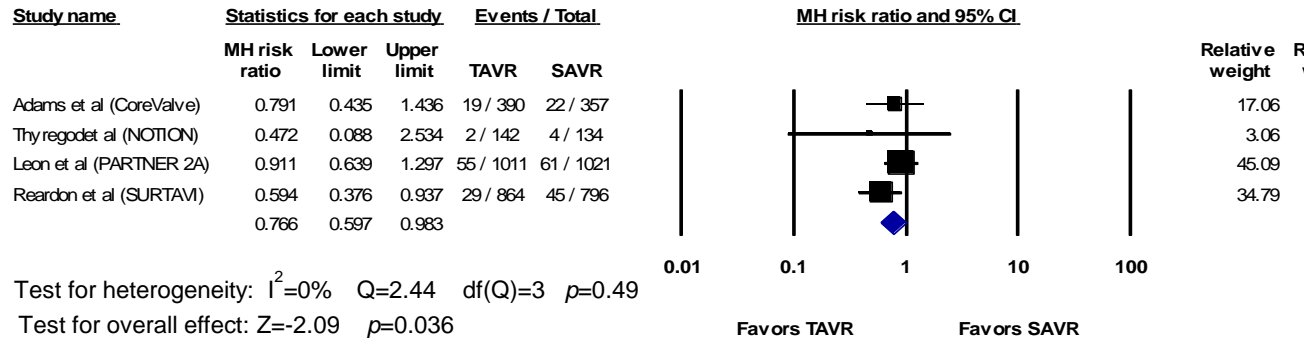 Study name Statistics for each study Events / Total MH risk ratio and 95% CI
MH risk ratio Lower limit Upper limit TAVR SAVR Relative weight
Adams et al (CoreValve) 0.791 0.435 1.436 19 / 390 22 / 357 17.06
Thyregodet al (NOTION) 0.472 0.088 2.534 2 / 142 4 / 134 3.06
Leon et al (PARTNER 2A) 0.911 0.639 1.297 55 / 1011 61 / 1021 45.09
Reardon et al (SURTAVI) 0.594 0.376 0.937 29 / 864 45 / 796 34.79
0.766 0.597 0.983
0.01 0.1 1 10 100
Test for heterogeneity: I²=0% Q=2.44 df(Q)=3 p=0.49
Test for overall effect: Z=-2.09 p=0.036
Favors TAVR Favors SAVR